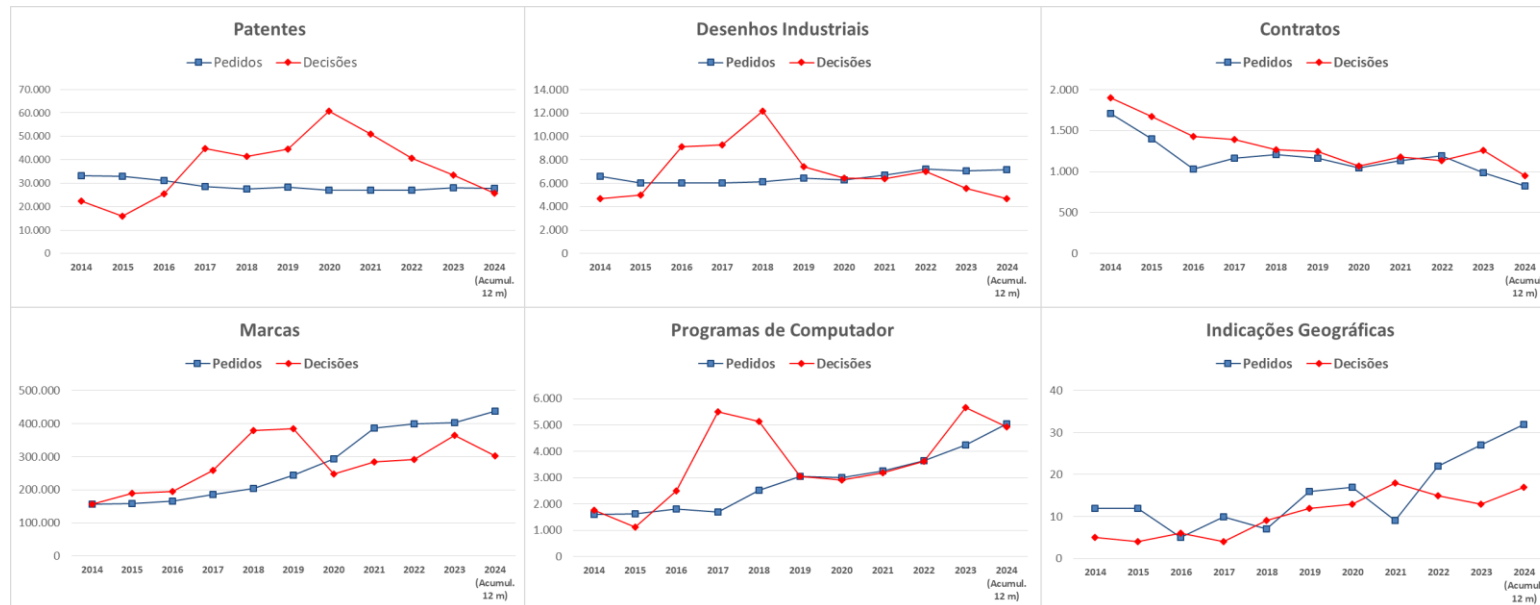 Patentes
Pedidos Decisões
70.000
60.000
50.000
40.000
30.000
20.000
10.000
0
2014 2015 2016 2017 2018 2019 2020 2021 2022 2023 2024
(Acumul.
12 m)
Desenhos Industriais
Pedidos Decisões
14.000
12.000
10.000
8.000
6.000
4.000
2.000
0
2014 2015 2016 2017 2018 2019 2020 2021 2022 2023 2024
(Acumul.
12 m)
Contratos
Pedidos Decisões
2.000
1.500
1.000
500
0
2014 2015 2016 2017 2018 2019 2020 2021 2022 2023 2024
(Acumul.
12 m)
Marcas
Pedidos Decisões
500.000
400.000
300.000
200.000
100.000
0
2014 2015 2016 2017 2018 2019 2020 2021 2022 2023 2024
(Acumul.
12 m)
Programas de Computador
Pedidos Decisões
6.000
5.000
4.000
3.000
2.000
1.000
0
2014 2015 2016 2017 2018 2019 2020 2021 2022 2023 2024
(Acumul.
12 m)
Indicações Geográficas
Pedidos Decisões
40
30
20
10
0
2014 2015 2016 2017 2018 2019 2020 2021 2022 2023 2024
(Acumul.
12 m)